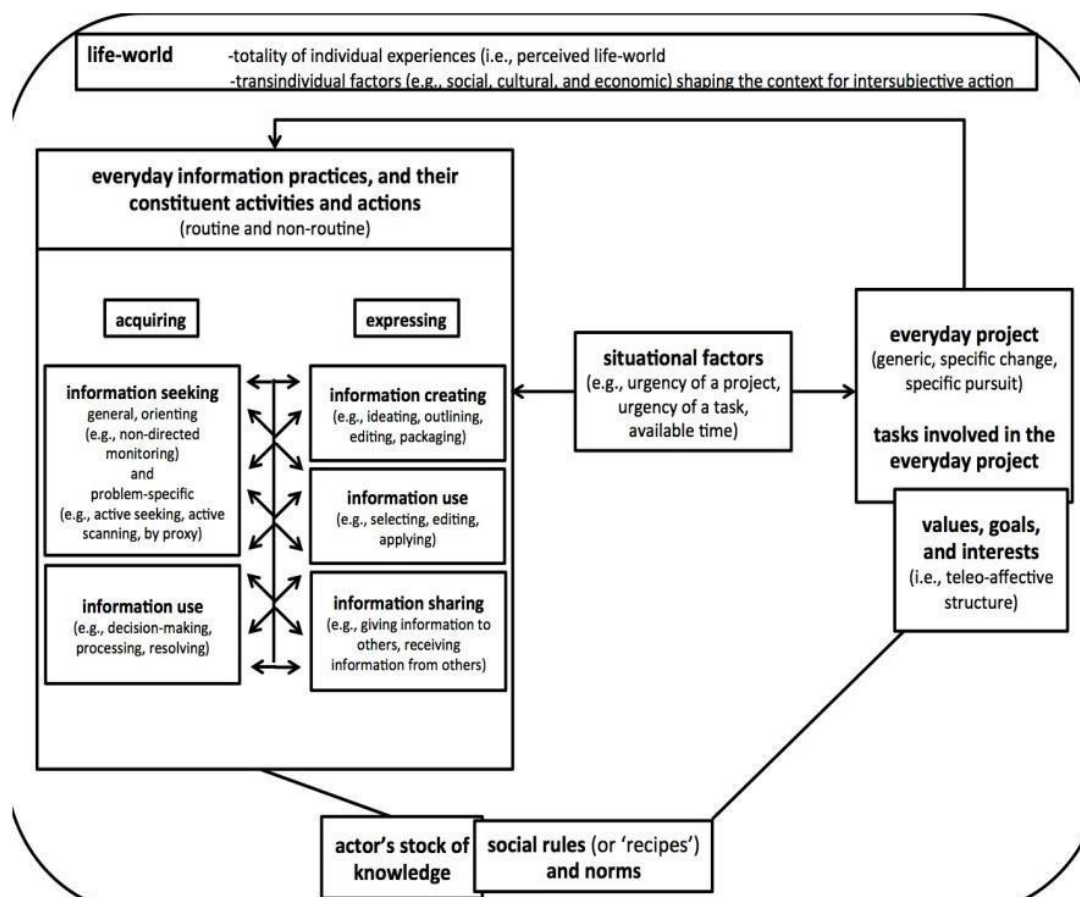 life-world -totality of individual experiences (i.e., perceived life-world
-transindividual factors (e.g., social, cultural, and economic) shaping the context for intersubjective action
everyday information practices, and their
constituent activities and actions
(routine and non-routine)
acquiring
expressing
information seeking
general, orienting
(e.g., non-directed
monitoring)
and
problem-specific
(e.g., active seeking, active
scanning, by proxy)
information use
(e.g., decision-making,
processing, resolving)
information creating
(e.g., ideating, outlining,
editing, packaging)
information use
(e.g., selecting, editing,
applying)
information sharing
(e.g., giving information to
others, receiving
information from others)
situational factors
(e.g., urgency of a project,
urgency of a task,
available time)
everyday project
(generic, specific change,
specific pursuit)
tasks involved in the
everyday project
values, goals,
and interests
(i.e., teleo-affective
structure)
actor's stock of
knowledge
social rules (or 'recipes')
and norms